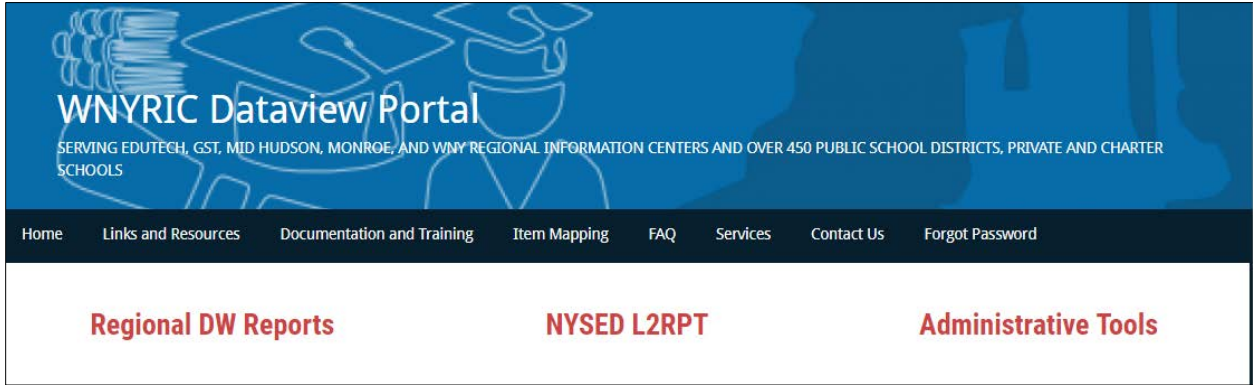 WNYRIC Dataview Portal
SERVING EDUTECH, GST, MID HUDSON, MONROE, AND WNY REGIONAL INFORMATION CENTERS AND OVER 450 PUBLIC SCHOOL DISTRICTS, PRIVATE AND CHARTER
SCHOOLS
Home Links and Resources Documentation and Training Item Mapping FAQ Services Contact Us Forgot Password
Regional DW Reports NYSED L2RPT Administrative Tools